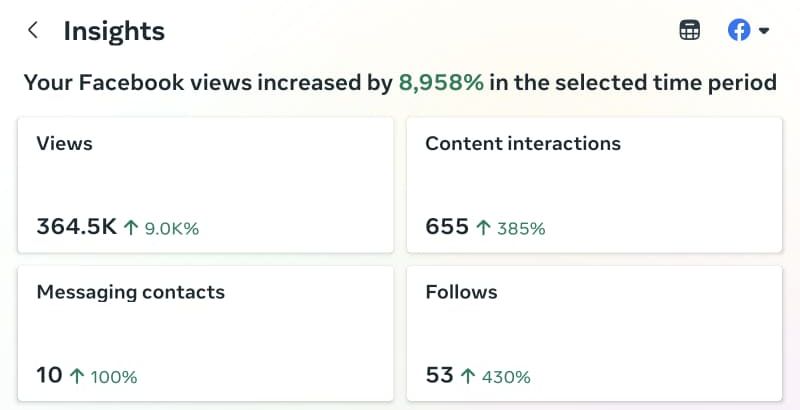 Insights
Your Facebook views increased by 8,958% in the selected time period
Views
Content interactions
364.5K ↑ 9.0K%
655 ↑ 385%
Messaging contacts
Follows
10 ↑ 100%
53 ↑ 430%